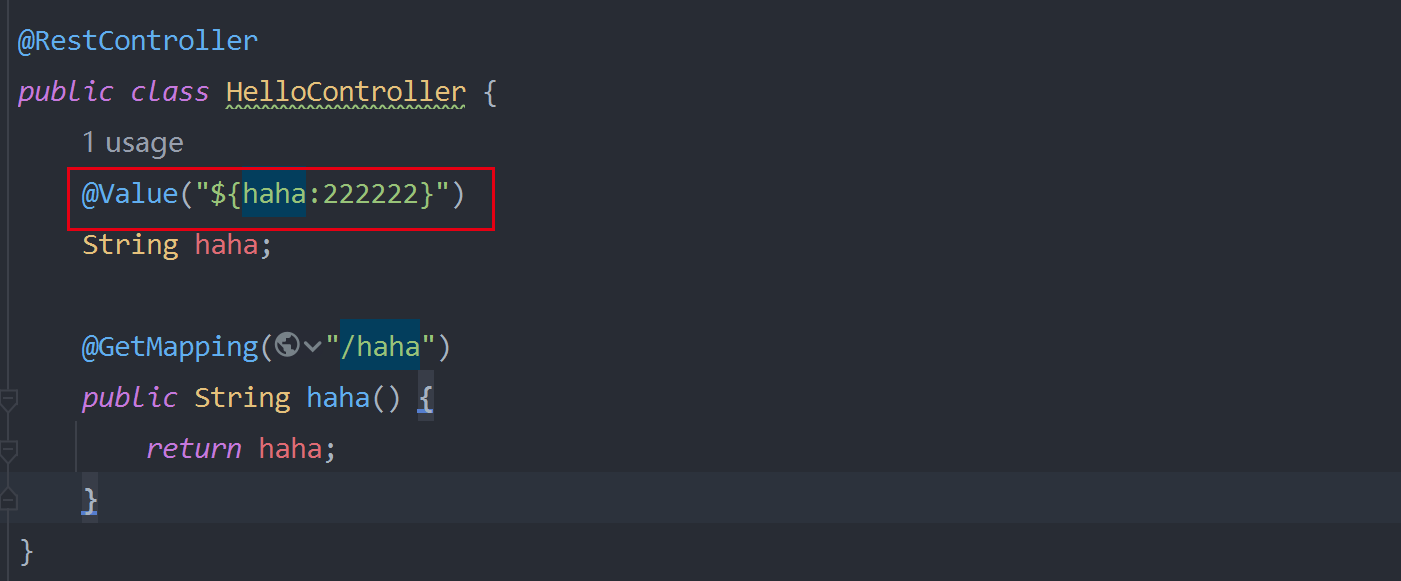 @RestController
public class HelloController {
1 usage
@Value("${haha:222222}")
String haha;
@GetMapping("/haha")
public String haha() {
return haha;
}
}